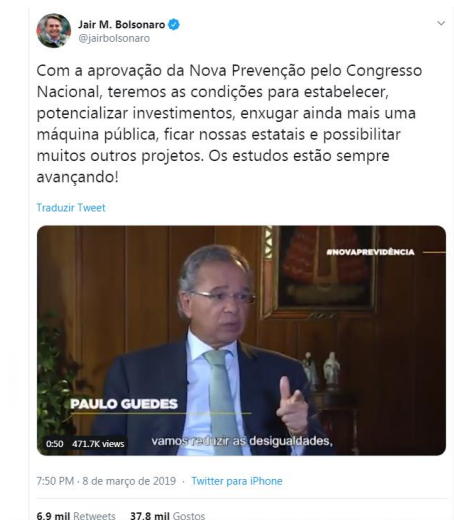 Jair M. Bolsonaro
@jairbolsonaro
Com a aprovação da Nova Prevenção pelo Congresso
Nacional, teremos as condições para estabelecer,
potencializar investimentos, enxugar ainda mais uma
máquina pública, ficar nossas estatais e possibilitar
muitos outros projetos. Os estudos estão sempre
avançando!
Traduzir Tweet
#NOVAPREVIDÊNCIA
PAULO GUEDES
0:50 471.7K views
vamos reduzir as desigualdades,
7:50 PM · 8 de março de 2019 · Twitter para iPhone
6,9 mil Retweets 37,8 mil Gostos